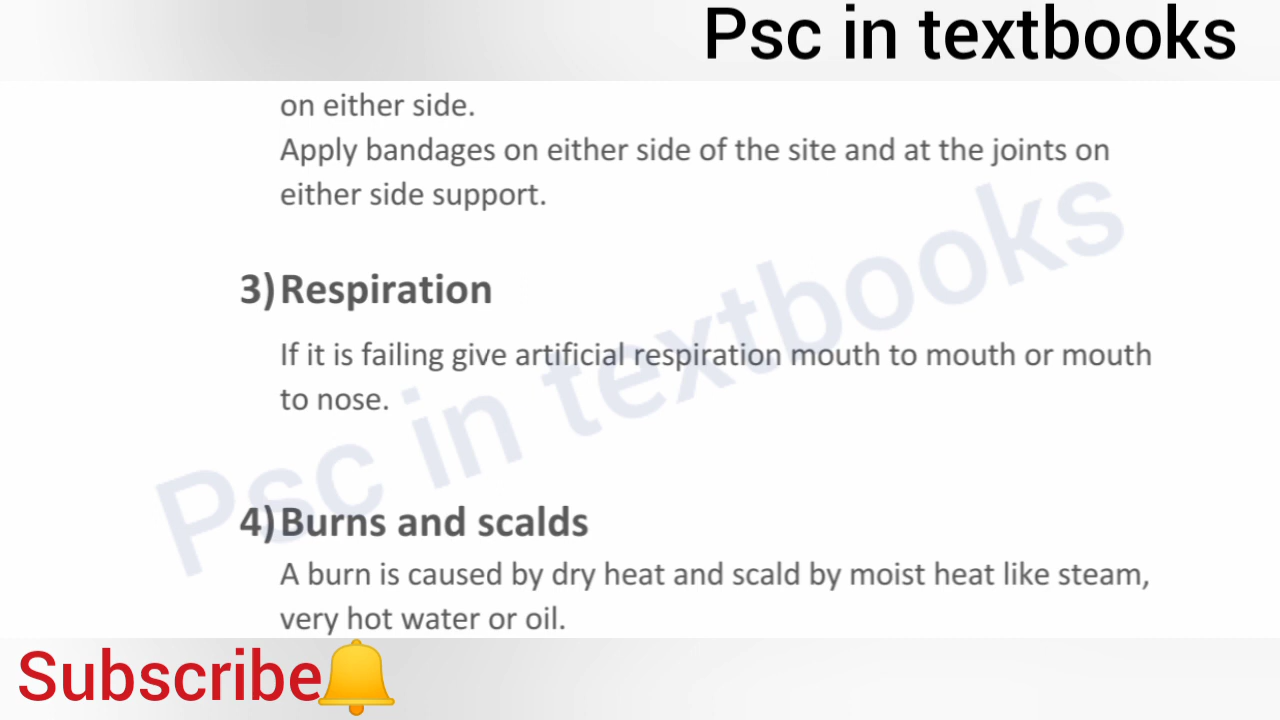 Psc in textbooks
on either side.
Apply bandages on either side of the site and at the joints on
either side support.
3) Respiration
If it is failing give artificial respiration mouth to mouth or mouth
to nose.
4) Burns and scalds
A burn is caused by dry heat and scald by moist heat like steam,
very hot water or oil.
Psc in textbooks
Subscribe